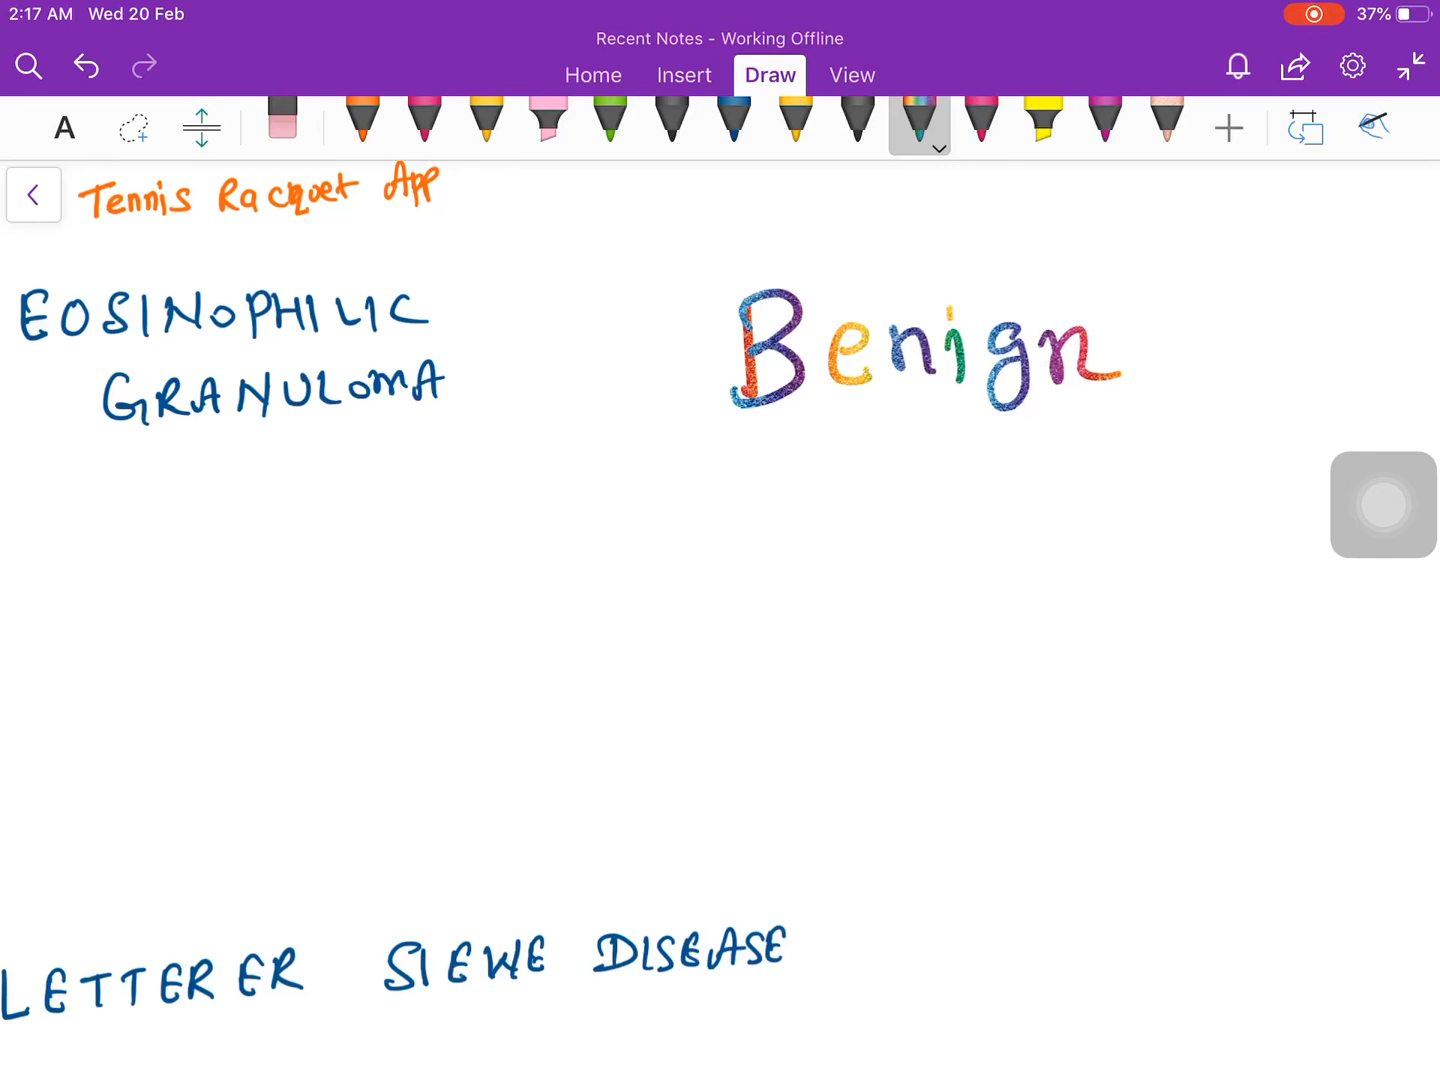 2:17 AM Wed 20 Feb
37%
Recent Notes - Working Offline
Home Insert Draw View
A
Tennis Racquet App
EOSINOPHILIC
GRANULOMA
Benign
LETTERER SIEWE DISEASE